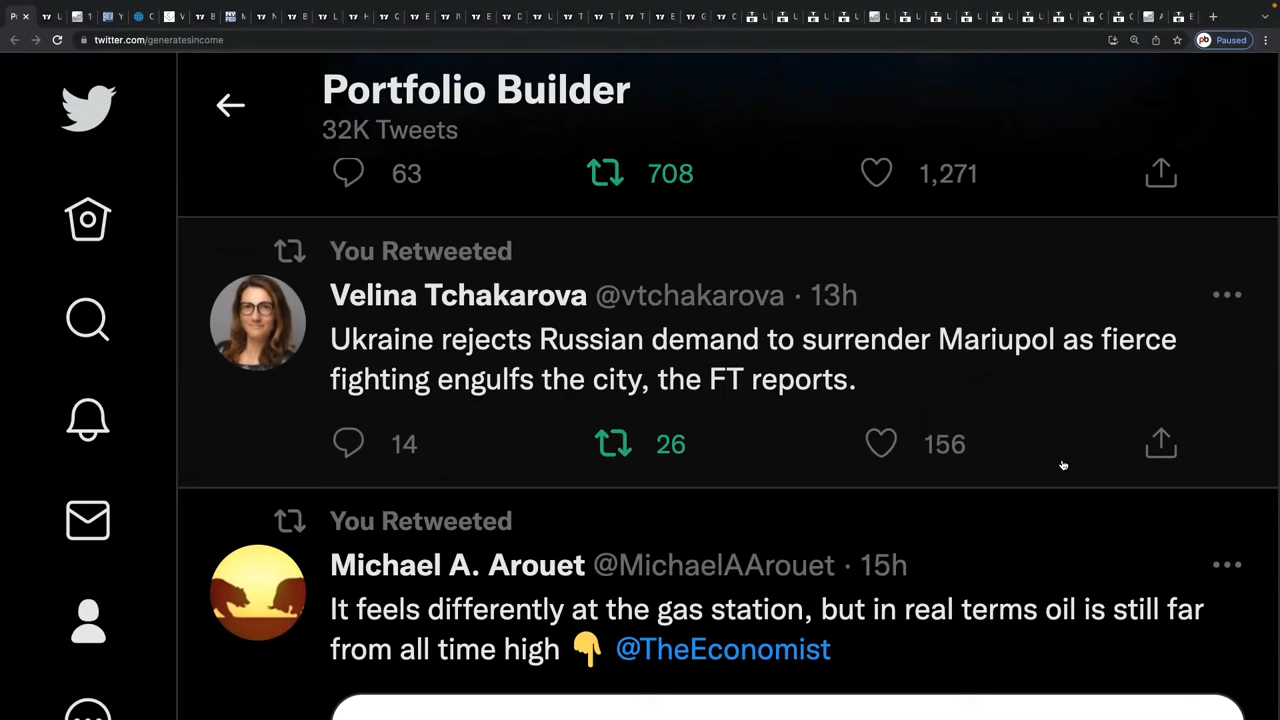 twitter.com/generatesincome
Paused
Portfolio Builder
32K Tweets
63 708 1,271
You Retweeted
Velina Tchakarova @vtchakarova · 13h
Ukraine rejects Russian demand to surrender Mariupol as fierce
fighting engulfs the city, the FT reports.
14 26 156
You Retweeted
Michael A. Arouet @MichaelAArouet · 15h
It feels differently at the gas station, but in real terms oil is still far
from all time high 👇 @TheEconomist